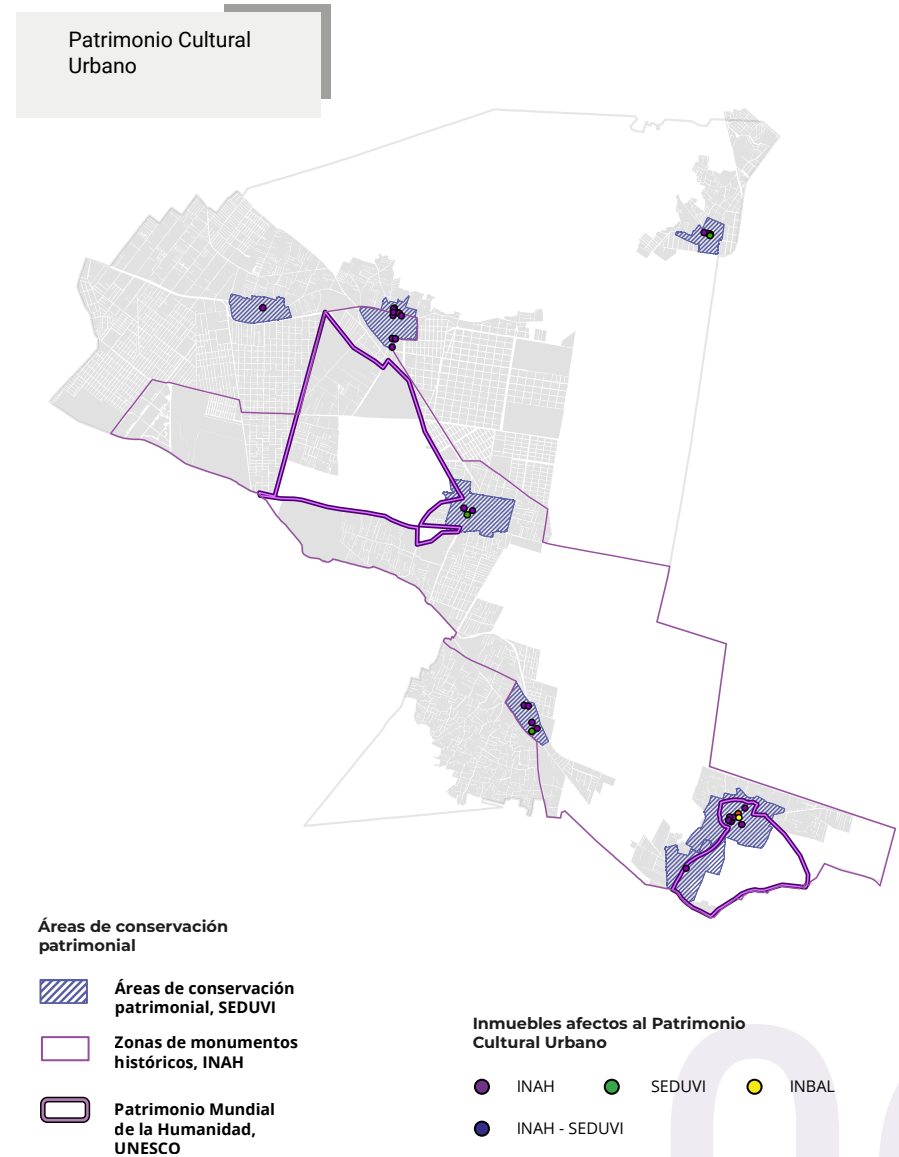 Patrimonio Cultural
Urbano
Áreas de conservación
patrimonial
Áreas de conservación
patrimonial, SEDUVI
Zonas de monumentos
históricos, INAH
Patrimonio Mundial
de la Humanidad,
UNESCO
Inmuebles afectos al Patrimonio
Cultural Urbano
INAH
SEDUVI
INBAL
INAH - SEDUVI